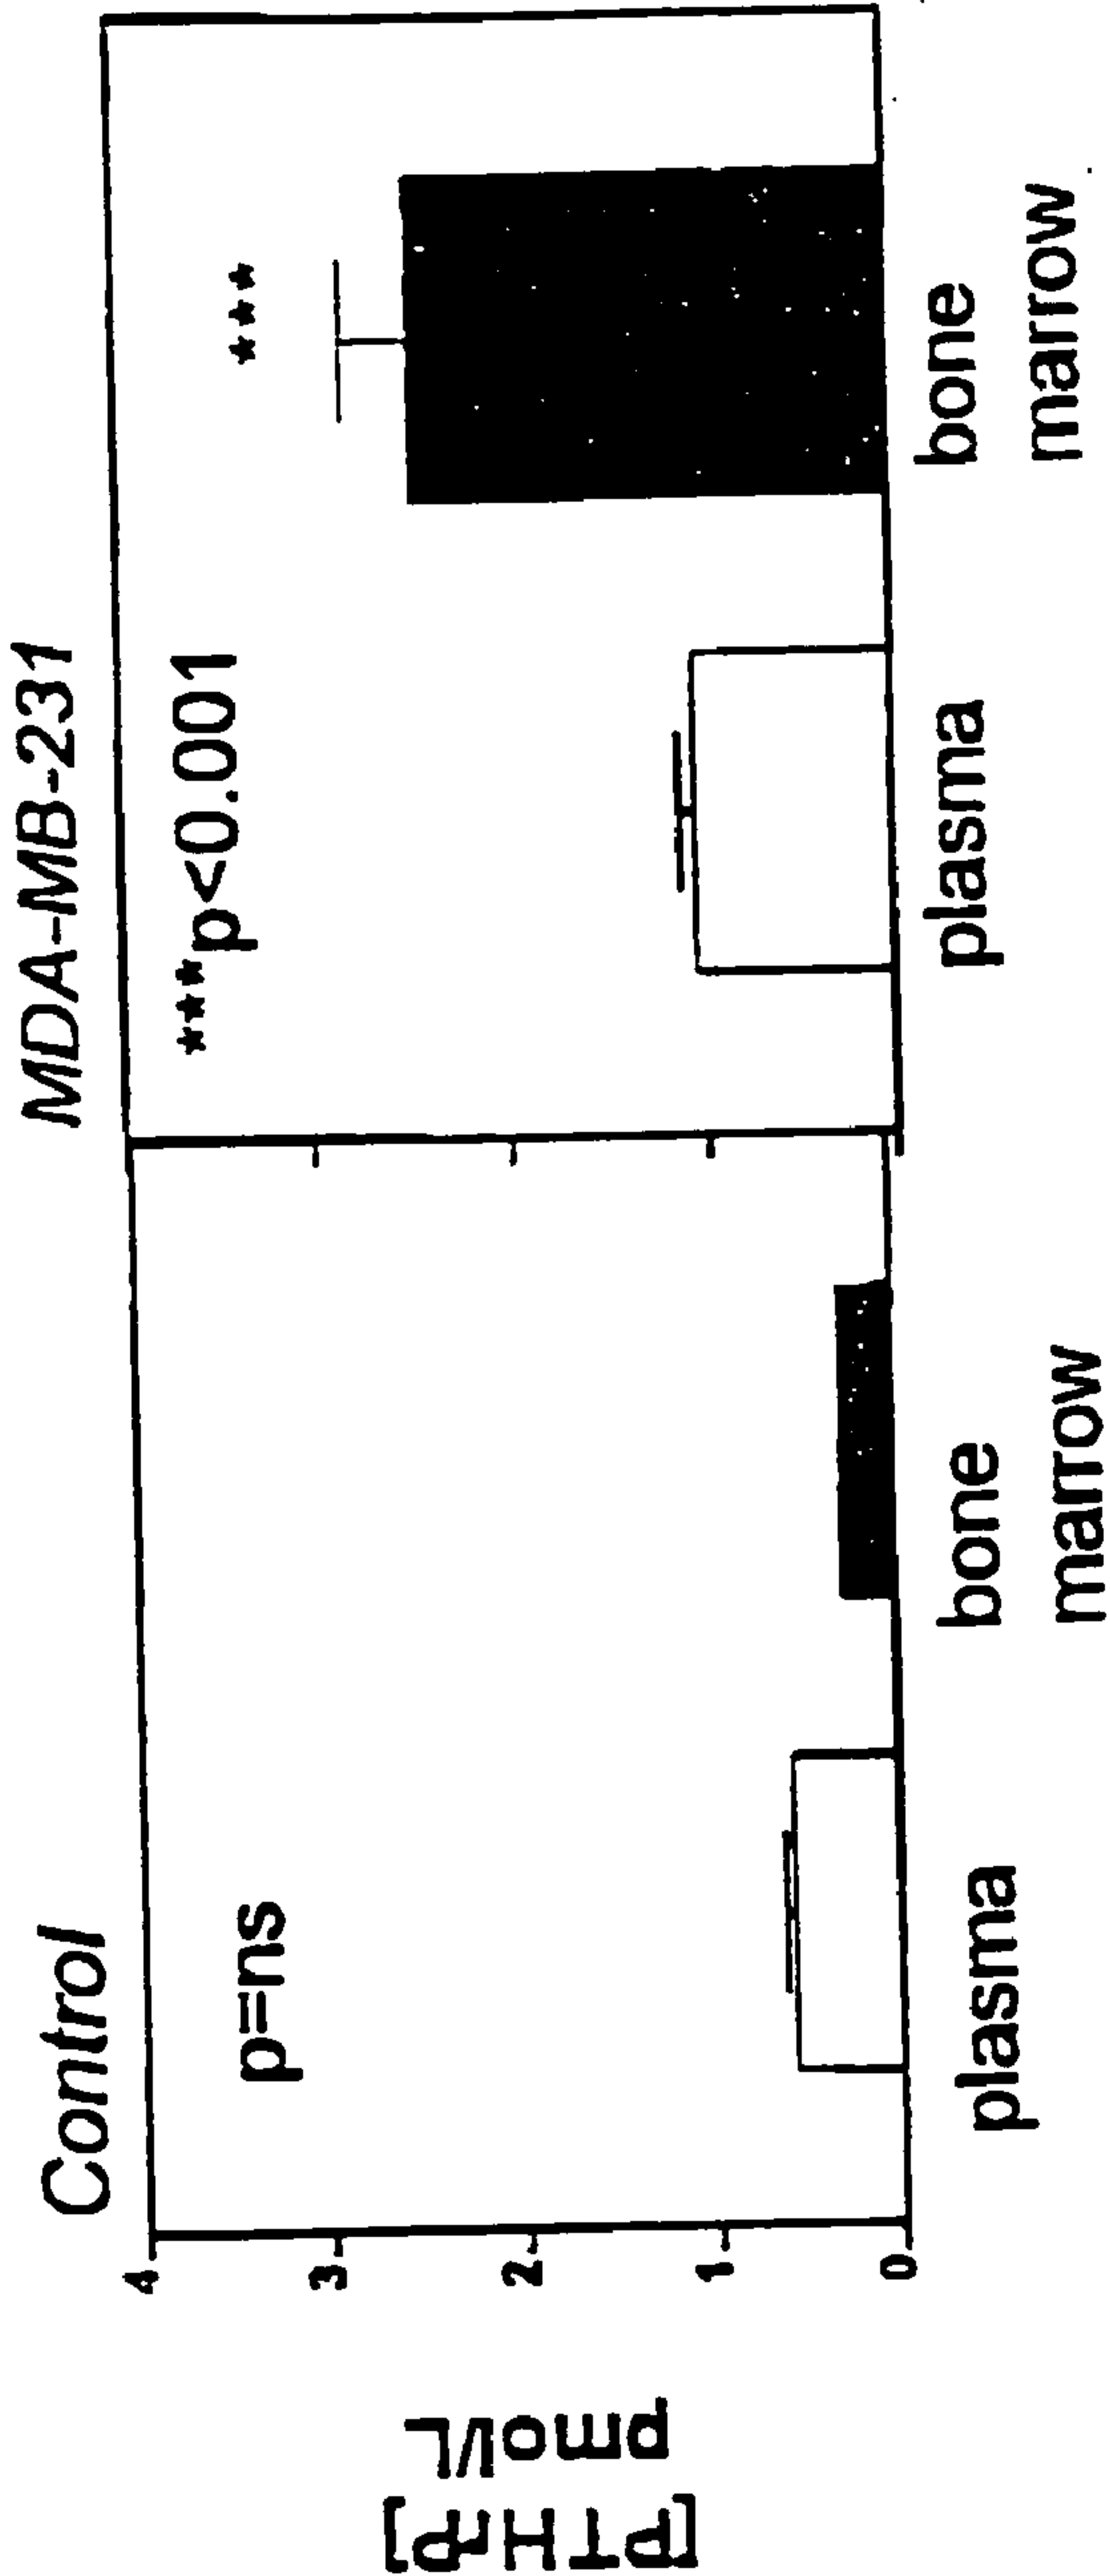 Control
MDA-MB-231
[PTHrP]
pmol/L
4
3
2
1
0
p=ns
***p<0.001
***
plasma
bone
marrow
plasma
bone
marrow